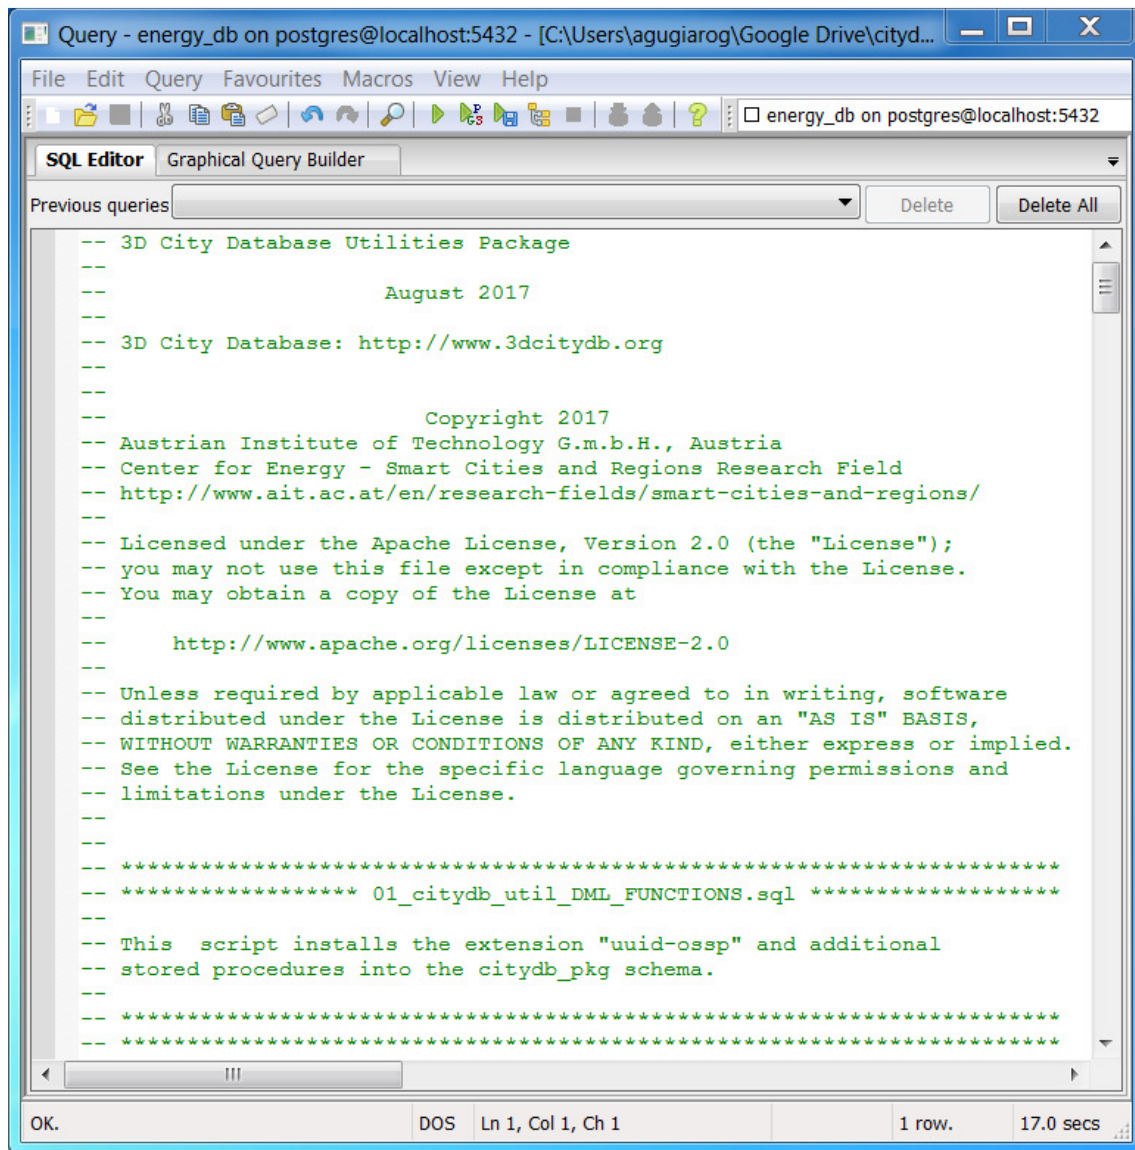 Query - energy_db on postgres@localhost:5432 - [C:\Users\agugiarog\Google Drive\cityd...
File Edit Query Favourites Macros View Help
energy_db on postgres@localhost:5432
SQL Editor Graphical Query Builder
Previous queries Delete Delete All
-- 3D City Database Utilities Package
--
-- August 2017
--
-- 3D City Database: http://www.3dcitydb.org
--
--
-- Copyright 2017
-- Austrian Institute of Technology G.m.b.H., Austria
-- Center for Energy - Smart Cities and Regions Research Field
-- http://www.ait.ac.at/en/research-fields/smart-cities-and-regions/
--
-- Licensed under the Apache License, Version 2.0 (the "License");
-- you may not use this file except in compliance with the License.
-- You may obtain a copy of the License at
--
-- http://www.apache.org/licenses/LICENSE-2.0
--
-- Unless required by applicable law or agreed to in writing, software
-- distributed under the License is distributed on an "AS IS" BASIS,
-- WITHOUT WARRANTIES OR CONDITIONS OF ANY KIND, either express or implied.
-- See the License for the specific language governing permissions and
-- limitations under the License.
--
--
-- ***********************************************************************
-- ****************** 01_citydb_util_DML_FUNCTIONS.sql *******************
--
-- This  script installs the extension "uuid-ossp" and additional
-- stored procedures into the citydb_pkg schema.
--
-- ***********************************************************************
-- ***********************************************************************
OK. DOS Ln 1, Col 1, Ch 1 1 row. 17.0 secs